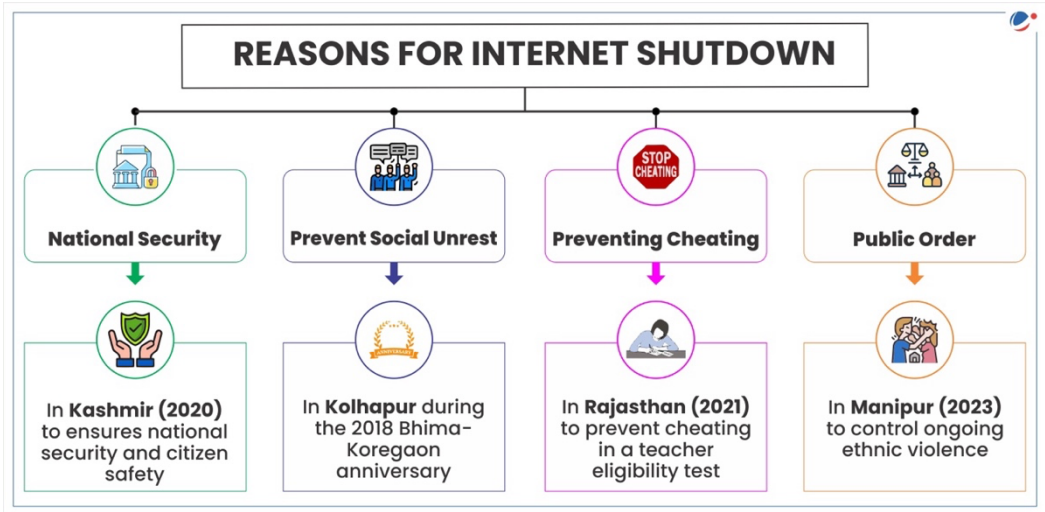 REASONS FOR INTERNET SHUTDOWN
STOP
CHEATING
National Security
Prevent Social Unrest
Preventing Cheating
Public Order
In Kashmir (2020)
to ensures national
security and citizen
safety
In Kolhapur during
the 2018 Bhima-
Koregaon
anniversary
In Rajasthan (2021)
to prevent cheating
in a teacher
eligibility test
In Manipur (2023)
to control ongoing
ethnic violence